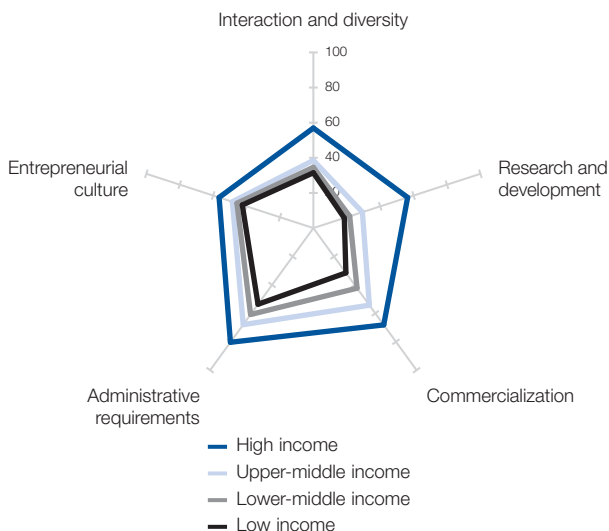 Interaction and diversity
100
80
60
40
Entrepreneurial
culture
Research and
development
Administrative
requirements
Commercialization
High income
Upper-middle income
Lower-middle income
Low income